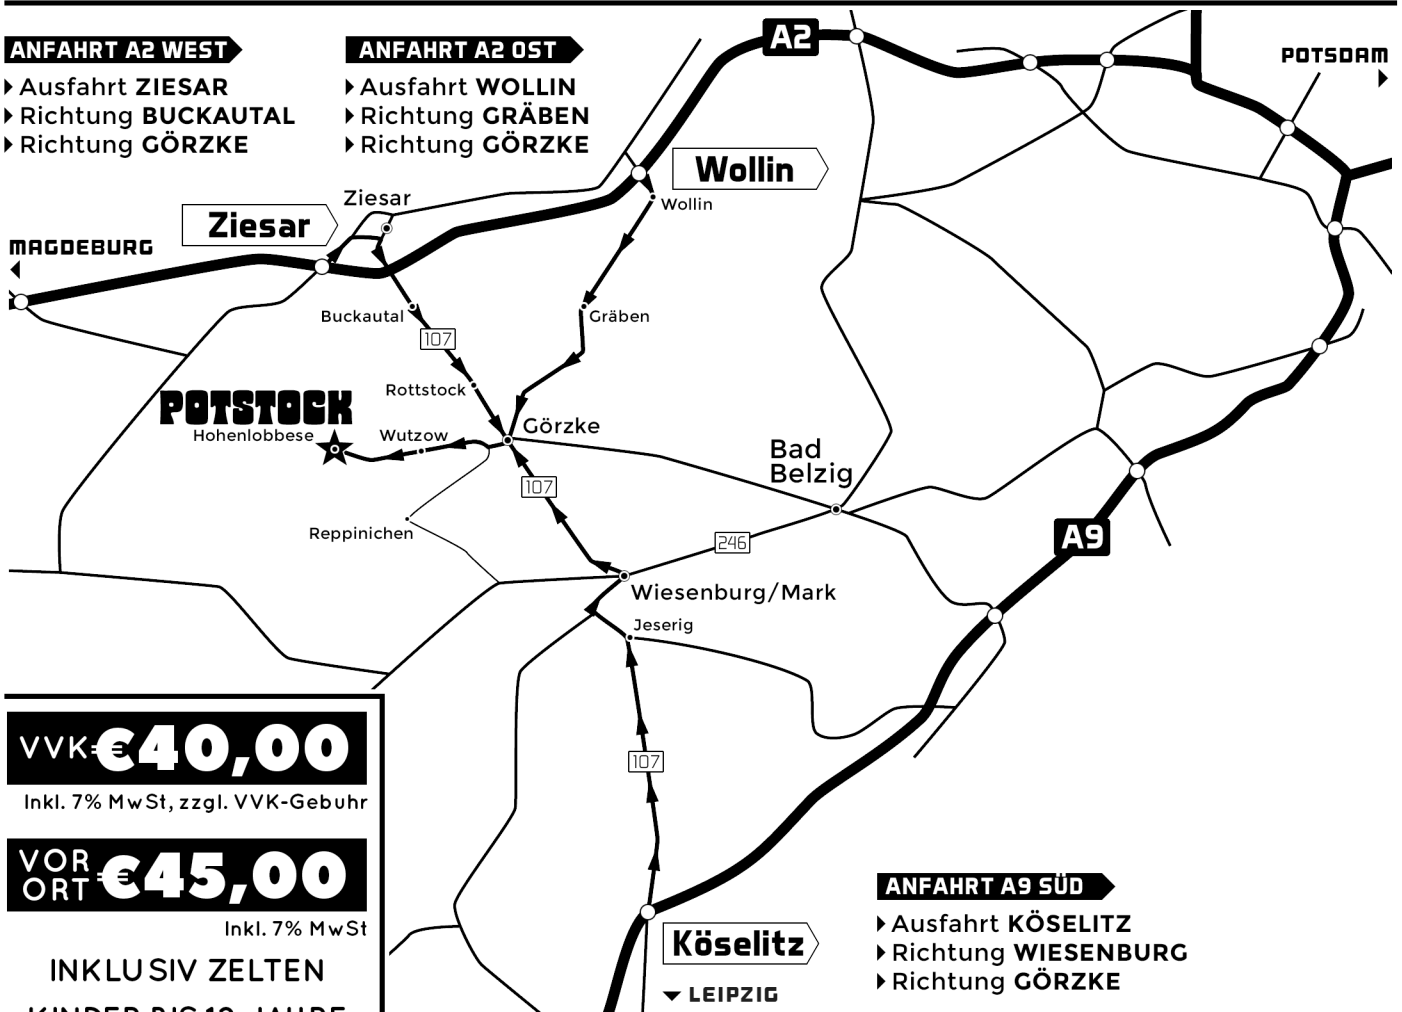 ANFAHRT A2 WEST
Ausfahrt ZIESAR
Richtung BUCKAUTAL
Richtung GÖRZKE
ANFAHRT A2 OST
Ausfahrt WOLLIN
Richtung GRÄBEN
Richtung GÖRZKE
A2
POTSDAM
Wollin
Wollin
Ziesar
Ziesar
MAGDEBURG
Buckautal
Gräben
107
Rottstock
POTSTOCK
Hohenlobbese
Wutzow
Görzke
Bad
Belzig
107
Reppinichen
246
A9
Wiesenburg/Mark
Jeserig
107
VVK €40,00
Inkl. 7% MwSt, zzgl. VVK-Gebuhr
VOR
ORT €45,00
Inkl. 7% MwSt
INKLUSIV ZELTEN
ANFAHRT A9 SÜD
Ausfahrt KÖSELITZ
Richtung WIESENBURG
Richtung GÖRZKE
Köselitz
LEIPZIG